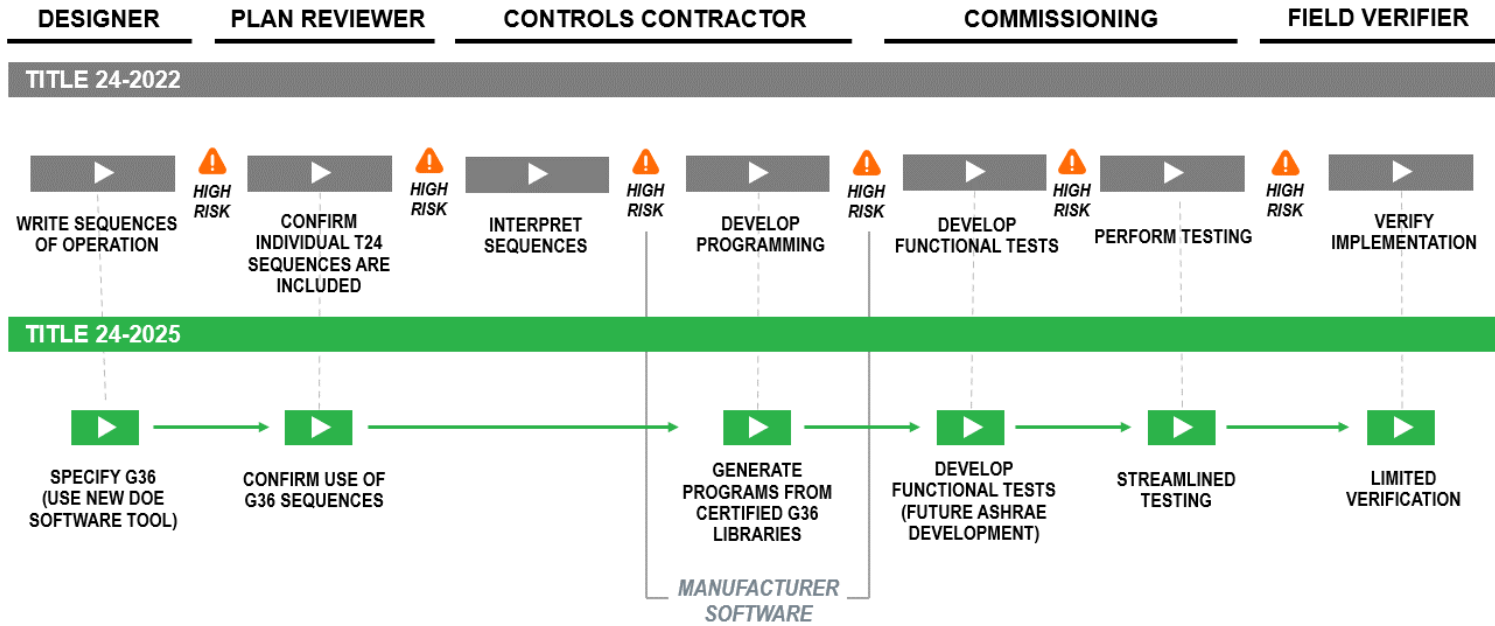 DESIGNER
PLAN REVIEWER
CONTROLS CONTRACTOR
COMMISSIONING
FIELD VERIFIER
TITLE 24-2022
WRITE SEQUENCES
OF OPERATION
HIGH
RISK
CONFIRM
INDIVIDUAL T24
SEQUENCES ARE
INCLUDED
HIGH
RISK
INTERPRET
SEQUENCES
HIGH
RISK
DEVELOP
PROGRAMMING
HIGH
RISK
DEVELOP
FUNCTIONAL TESTS
HIGH
RISK
PERFORM TESTING
HIGH
RISK
VERIFY
IMPLEMENTATION
TITLE 24-2025
SPECIFY G36
(USE NEW DOE
SOFTWARE TOOL)
CONFIRM USE OF
G36 SEQUENCES
GENERATE
PROGRAMS FROM
CERTIFIED G36
LIBRARIES
DEVELOP
FUNCTIONAL TESTS
(FUTURE ASHRAE
DEVELOPMENT)
STREAMLINED
TESTING
LIMITED
VERIFICATION
MANUFACTURER
SOFTWARE